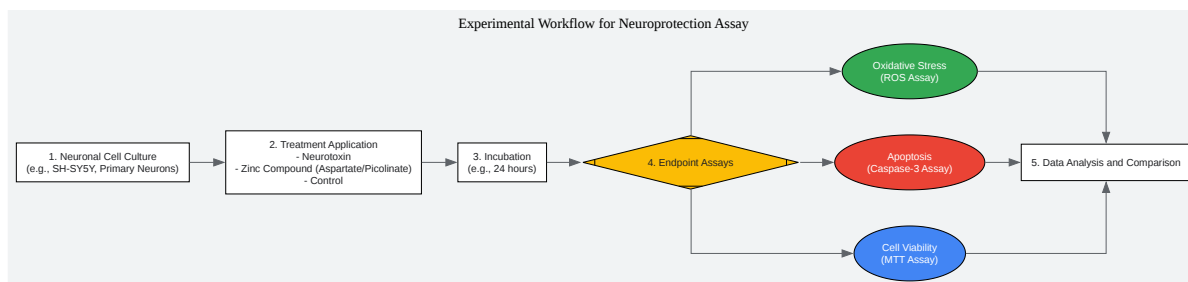 Experimental Workflow for Neuroprotection Assay
1. Neuronal Cell Culture
(e.g., SH-SY5Y, Primary Neurons)
2. Treatment Application
- Neurotoxin
- Zinc Compound (Aspartate/Picolinate)
- Control
3. Incubation
(e.g., 24 hours)
4. Endpoint Assays
Oxidative Stress
(ROS Assay)
Apoptosis
(Caspase-3 Assay)
Cell Viability
(MTT Assay)
5. Data Analysis and Comparison